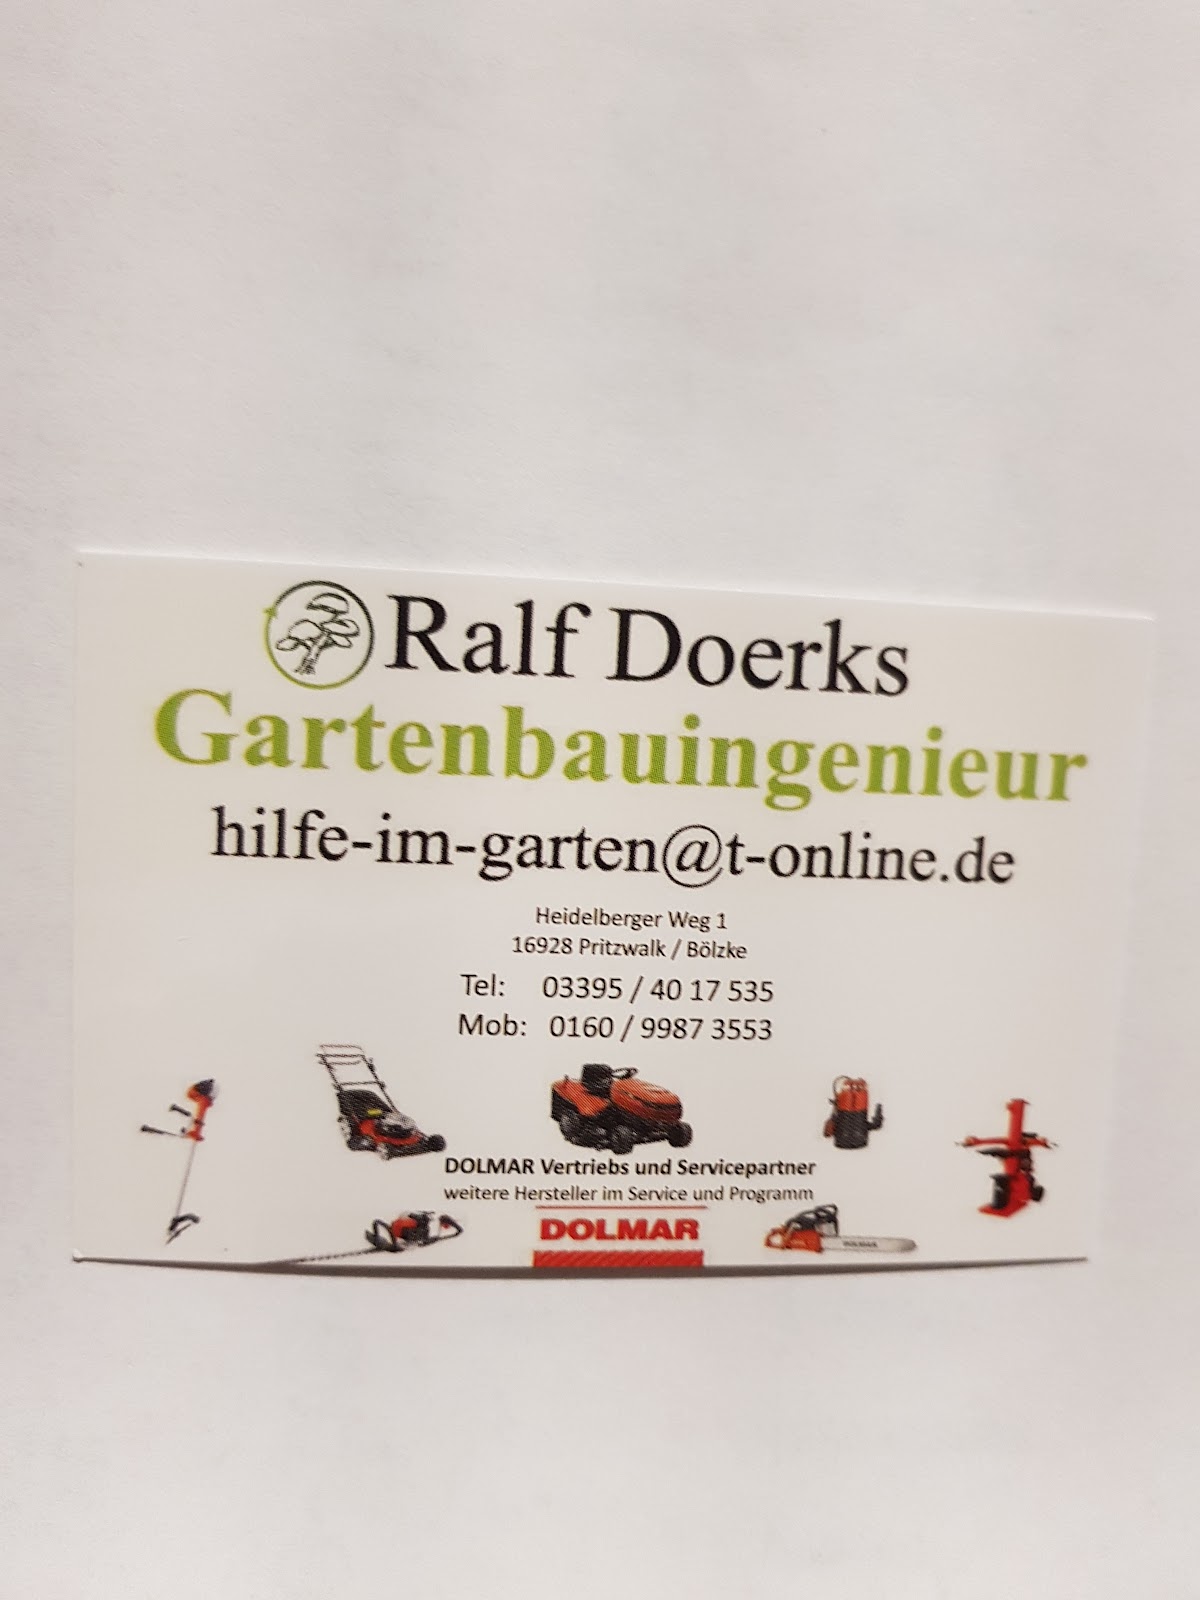 Ralf Doerks
Gartenbauingenieur
hilfe-im-garten@t-online.de
Heidelberger Weg 1
16928 Pritzwalk / Bölzke
Tel: 03395 / 40 17 535
Mob: 0160 / 9987 3553
DOLMAR Vertriebs und Servicepartner
weitere Hersteller im Service und Programm
DOLMAR
DOLMAR